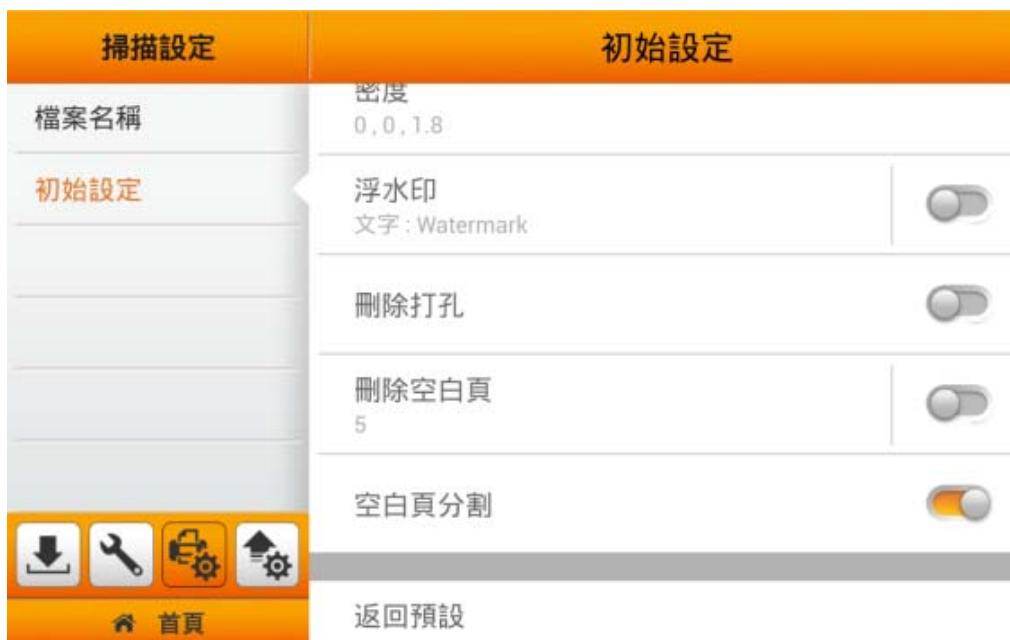 掃描設定
初始設定
檔案名稱
初始設定
首頁
密度
0 , 0 , 1.8
浮水印
文字 : Watermark
刪除打孔
刪除空白頁
5
空白頁分割
返回預設